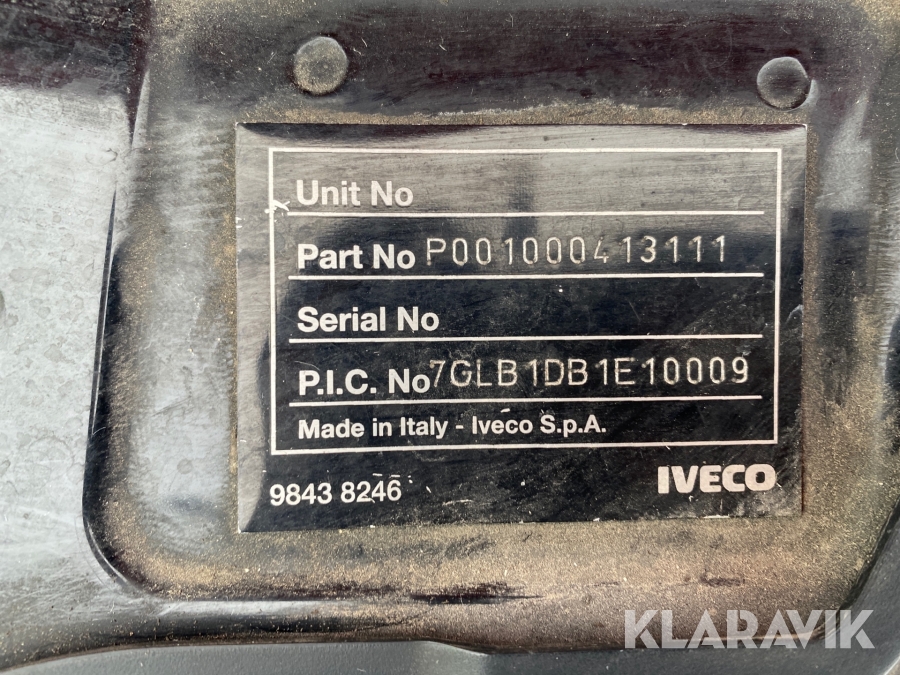 Unit No
Part No P001000413111
Serial No
P.I.C. No 7GLB1DB1E10009
Made in Italy - Iveco S.p.A.
9843 8246
IVECO
KLARAVIK